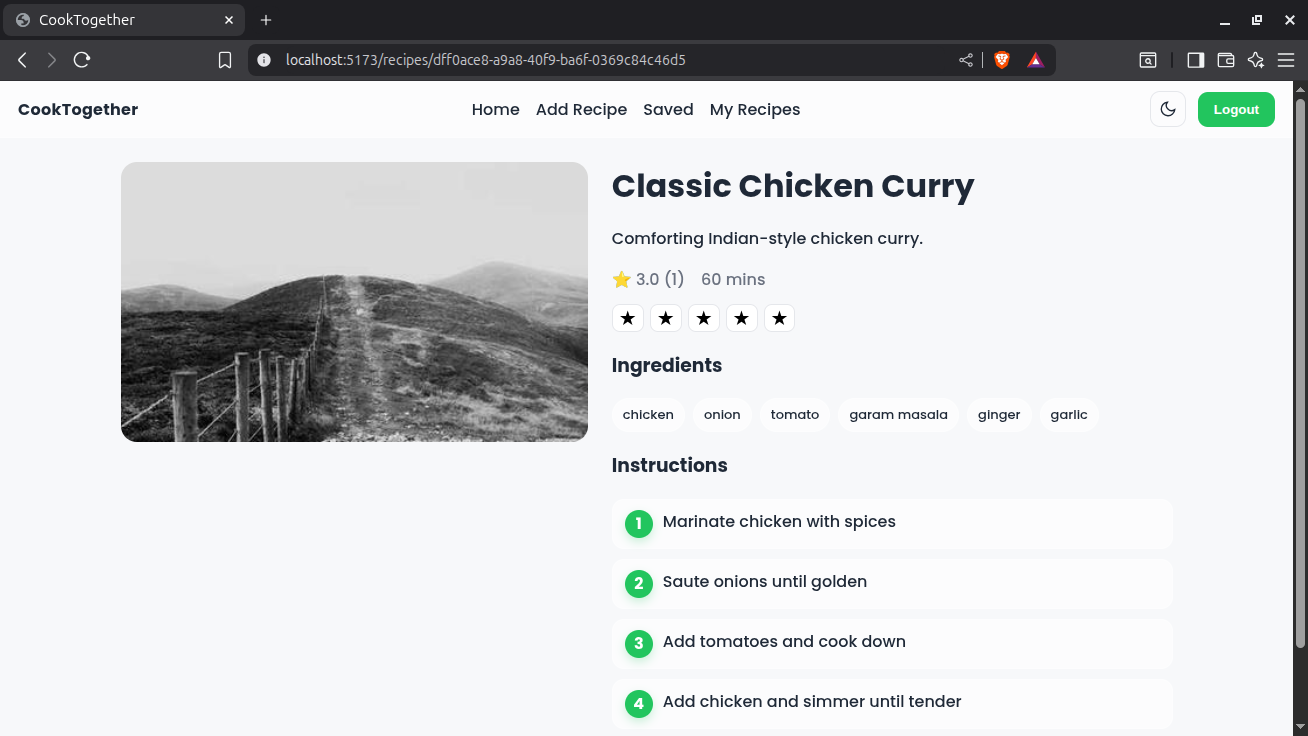 CookTogether
localhost:5173/recipes/dff0ace8-a9a8-40f9-ba6f-0369c84c46d5
CookTogether Home Add Recipe Saved My Recipes Logout
Classic Chicken Curry
Comforting Indian-style chicken curry.
⭐ 3.0 (1) 60 mins
★ ★ ★ ★ ★
Ingredients
chicken onion tomato garam masala ginger garlic
Instructions
1 Marinate chicken with spices
2 Saute onions until golden
3 Add tomatoes and cook down
4 Add chicken and simmer until tender